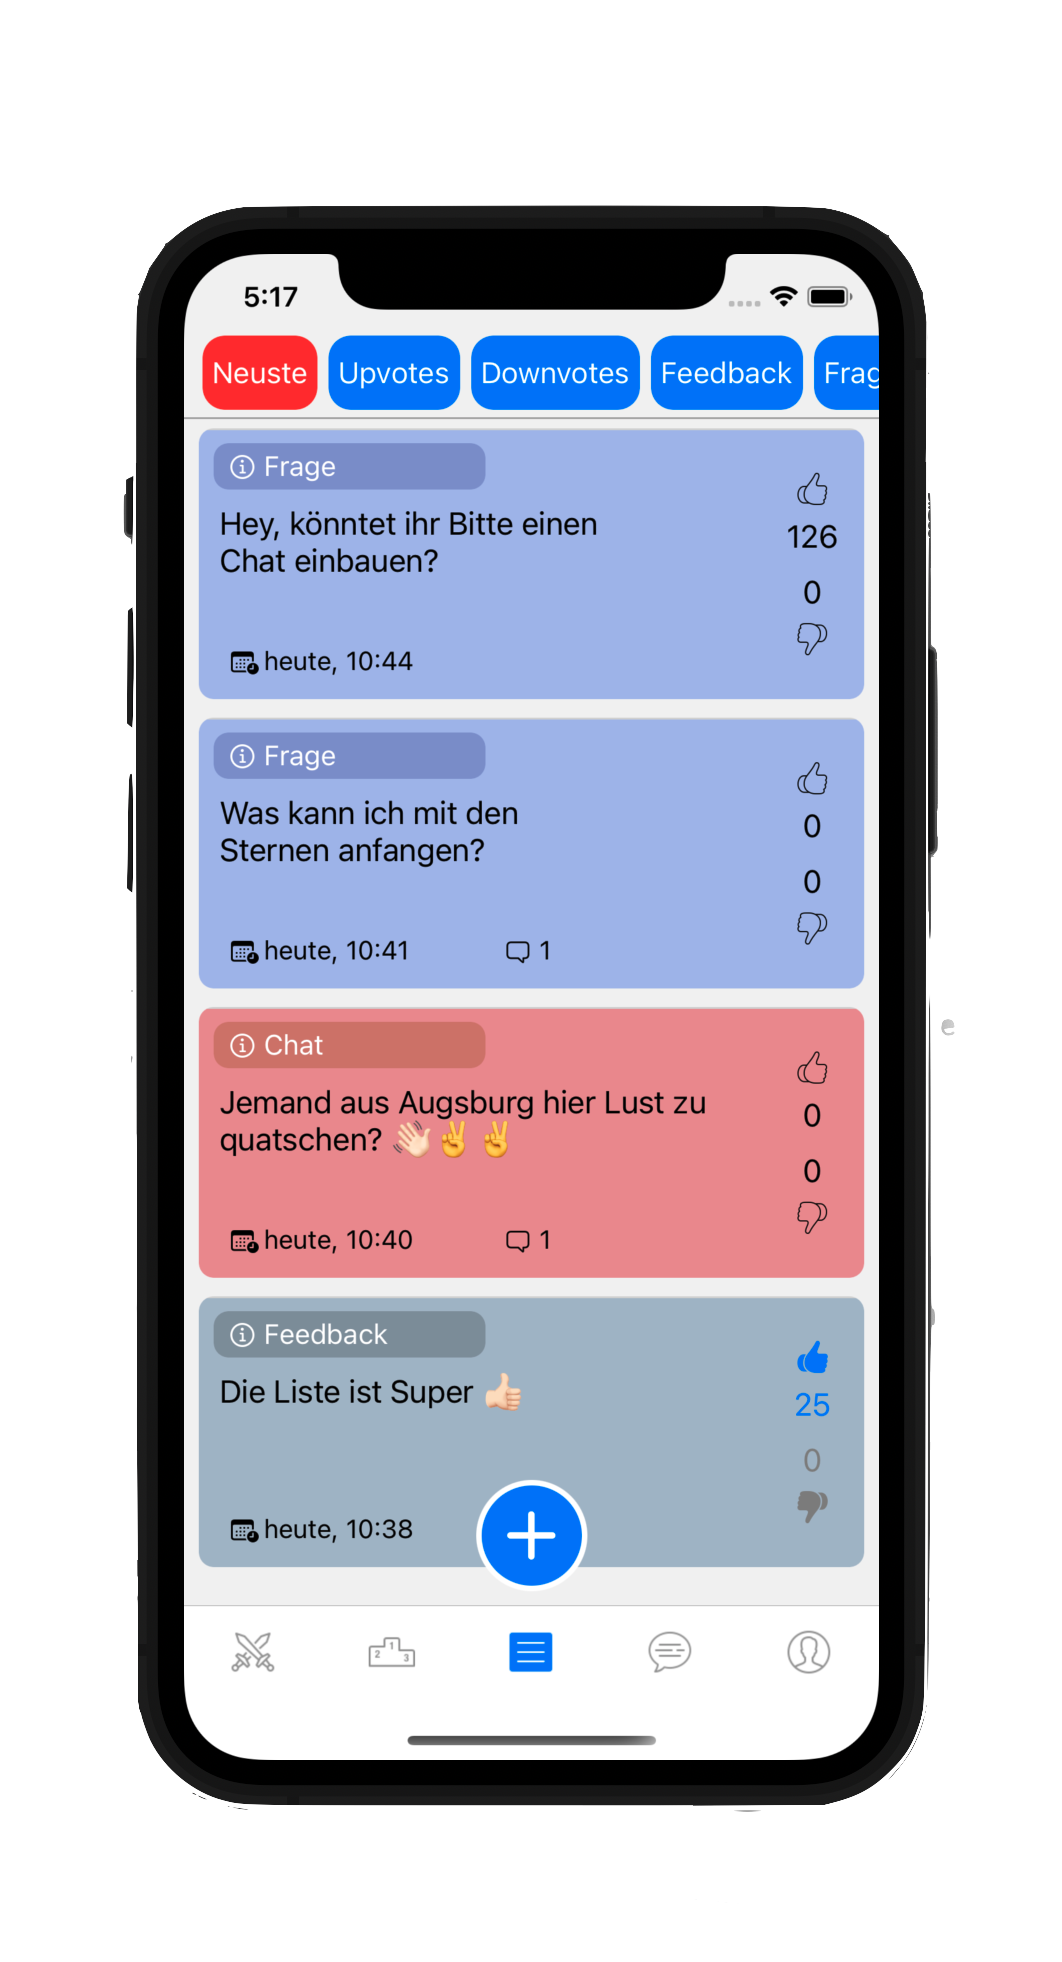 5:17
Neuste Upvotes Downvotes Feedback Frag
Frage
Hey, könntet ihr Bitte einen
Chat einbauen?
126
0
heute, 10:44
Frage
Was kann ich mit den
Sternen anfangen?
0
0
heute, 10:41 1
Chat
Jemand aus Augsburg hier Lust zu
quatschen? 👋🏻✌️✌️
0
0
heute, 10:40 1
Feedback
Die Liste ist Super 👍🏻
25
0
heute, 10:38
2 1 3